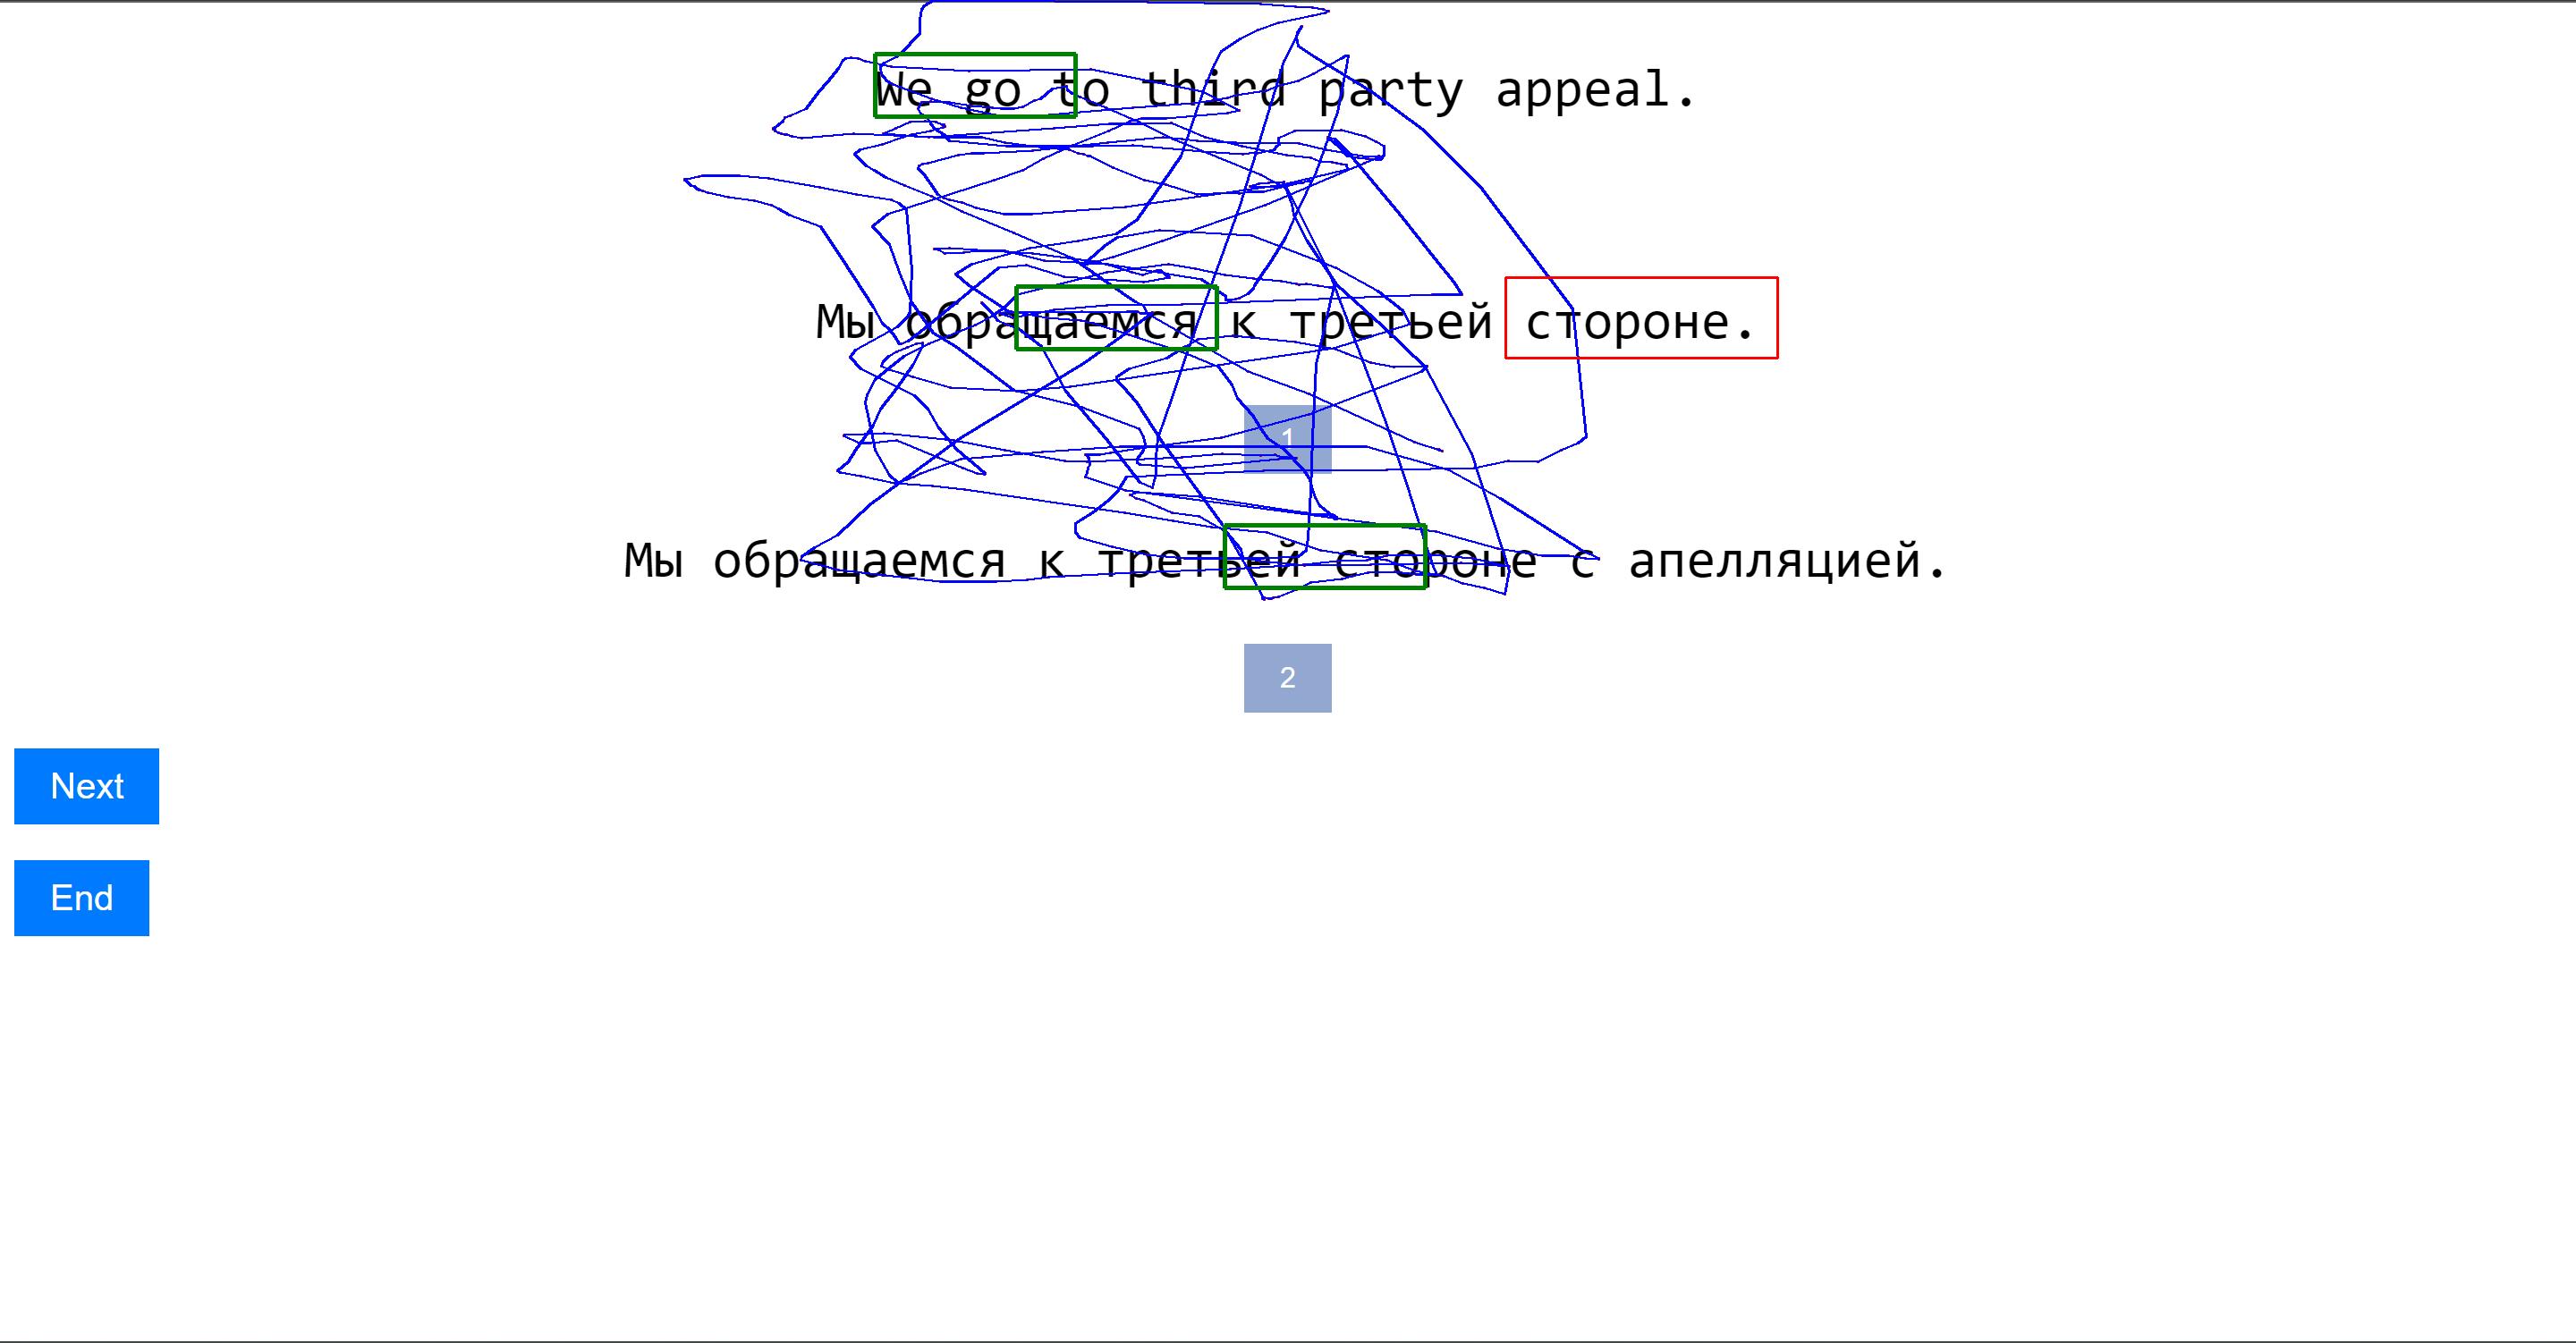 We go to third party appeal.
Мы обращаемся к третьей стороне.
1
Мы обращаемся к третьей стороне с апелляцией.
2
Next
End